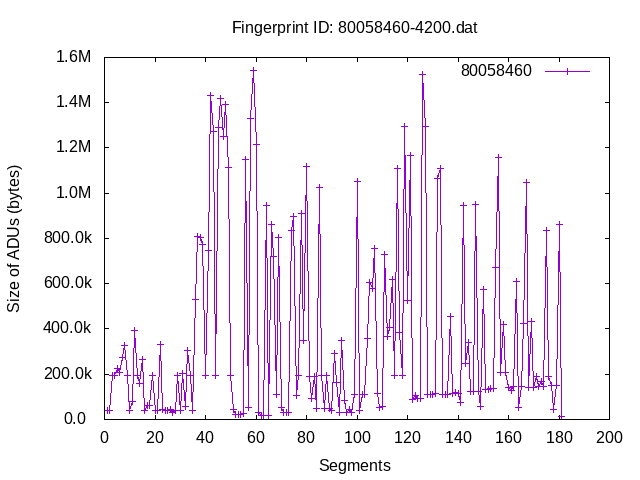 Fingerprint ID: 80058460-4200.dat
80058460
Size of ADUs (bytes)
1.6M
1.4M
1.2M
1.0M
800.0k
600.0k
400.0k
200.0k
0.0
0 20 40 60 80 100 120 140 160 180 200
Segments